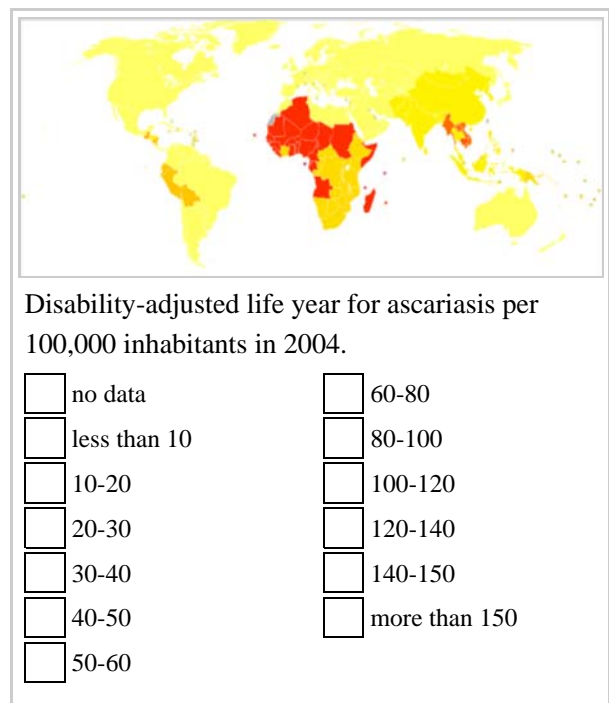 Disability-adjusted life year for ascariasis per
100,000 inhabitants in 2004.
no data
less than 10
10-20
20-30
30-40
40-50
50-60
60-80
80-100
100-120
120-140
140-150
more than 150